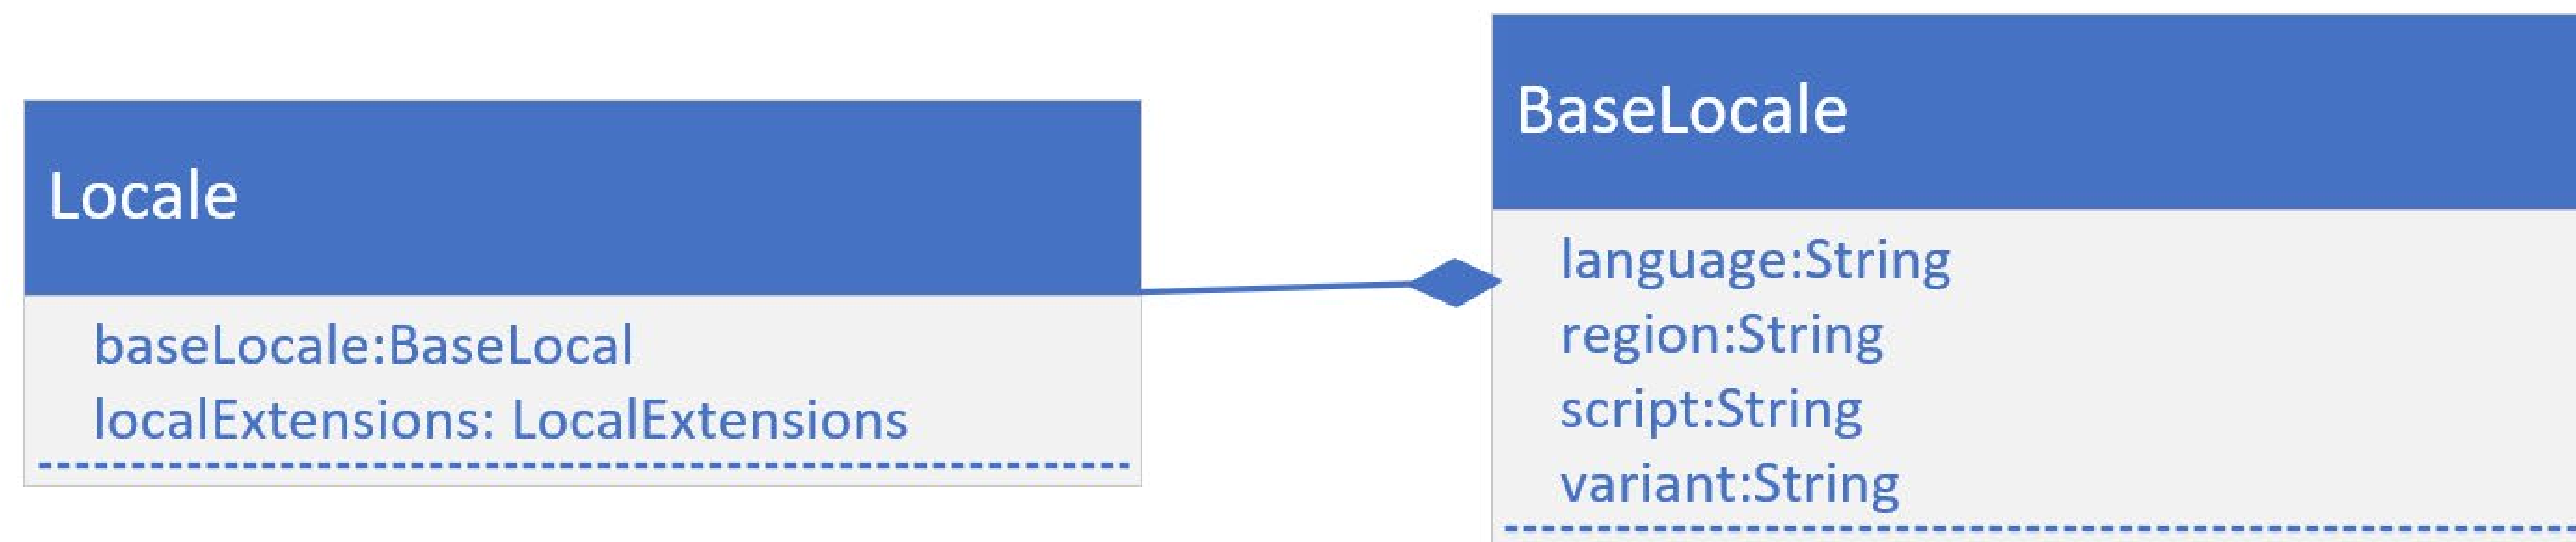 Locale
baseLocale:BaseLocal
localExtensions: LocalExtensions
BaseLocale
language:String
region:String
script:String
variant:String